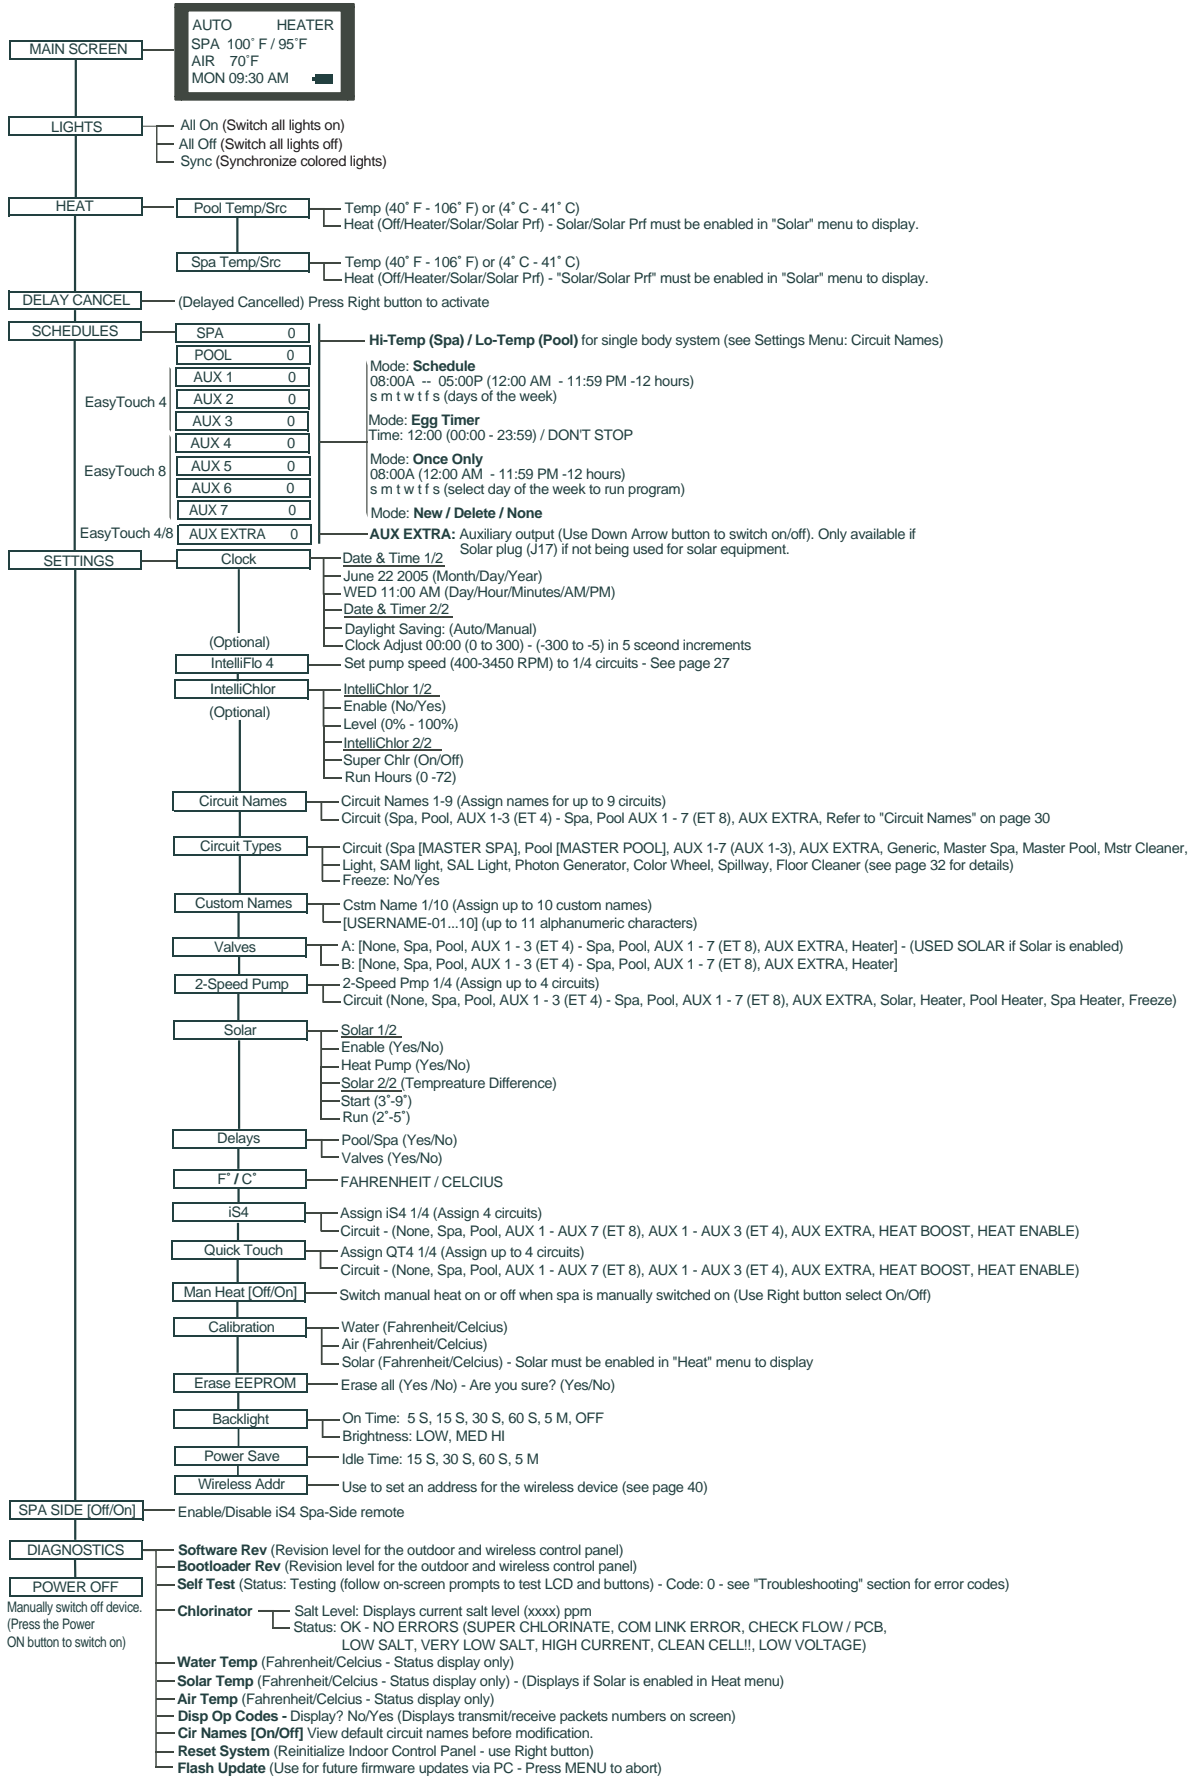 AUTO HEATER
SPA 100˚ F / 95˚F
AIR 70˚F
MON 09:30 AM
MAIN SCREEN
LIGHTS
All On (Switch all lights on)
All Off (Switch all lights off)
Sync (Synchronize colored lights)
HEAT
Pool Temp/Src
Temp (40˚ F - 106˚ F) or (4˚ C - 41˚ C)
Heat (Off/Heater/Solar/Solar Prf) - Solar/Solar Prf must be enabled in "Solar" menu to display.
Spa Temp/Src
Temp (40˚ F - 106˚ F) or (4˚ C - 41˚ C)
Heat (Off/Heater/Solar/Solar Prf) - "Solar/Solar Prf" must be enabled in "Solar" menu to display.
DELAY CANCEL
(Delayed Cancelled) Press Right button to activate
SCHEDULES
SPA 0
POOL 0
AUX 1 0
AUX 2 0
AUX 3 0
AUX 4 0
AUX 5 0
AUX 6 0
AUX 7 0
AUX EXTRA 0
EasyTouch 4
EasyTouch 8
EasyTouch 4/8
Hi-Temp (Spa) / Lo-Temp (Pool) for single body system (see Settings Menu: Circuit Names)
Mode: Schedule
08:00A -- 05:00P (12:00 AM - 11:59 PM -12 hours)
s m t w t f s (days of the week)
Mode: Egg Timer
Time: 12:00 (00:00 - 23:59) / DON'T STOP
Mode: Once Only
08:00A (12:00 AM - 11:59 PM -12 hours)
s m t w t f s (select day of the week to run program)
Mode: New / Delete / None
AUX EXTRA: Auxiliary output (Use Down Arrow button to switch on/off). Only available if
Solar plug (J17) if not being used for solar equipment.
SETTINGS
Clock
Date & Time 1/2
June 22 2005 (Month/Day/Year)
WED 11:00 AM (Day/Hour/Minutes/AM/PM)
Date & Timer 2/2
Daylight Saving: (Auto/Manual)
Clock Adjust 00:00 (0 to 300) - (-300 to -5) in 5 sceond increments
(Optional)
IntelliFlo 4
Set pump speed (400-3450 RPM) to 1/4 circuits - See page 27
IntelliChlor
(Optional)
IntelliChlor 1/2
Enable (No/Yes)
Level (0% - 100%)
IntelliChlor 2/2
Super Chlr (On/Off)
Run Hours (0 -72)
Circuit Names
Circuit Names 1-9 (Assign names for up to 9 circuits)
Circuit (Spa, Pool, AUX 1-3 (ET 4) - Spa, Pool AUX 1 - 7 (ET 8), AUX EXTRA, Refer to "Circuit Names" on page 30
Circuit Types
Circuit (Spa [MASTER SPA], Pool [MASTER POOL], AUX 1-7 (AUX 1-3), AUX EXTRA, Generic, Master Spa, Master Pool, Mstr Cleaner,
Light, SAM light, SAL Light, Photon Generator, Color Wheel, Spillway, Floor Cleaner (see page 32 for details)
Freeze: No/Yes
Custom Names
Cstm Name 1/10 (Assign up to 10 custom names)
[USERNAME-01...10] (up to 11 alphanumeric characters)
Valves
A: [None, Spa, Pool, AUX 1 - 3 (ET 4) - Spa, Pool, AUX 1 - 7 (ET 8), AUX EXTRA, Heater] - (USED SOLAR if Solar is enabled)
B: [None, Spa, Pool, AUX 1 - 3 (ET 4) - Spa, Pool, AUX 1 - 7 (ET 8), AUX EXTRA, Heater]
2-Speed Pump
2-Speed Pmp 1/4 (Assign up to 4 circuits)
Circuit (None, Spa, Pool, AUX 1 - 3 (ET 4) - Spa, Pool, AUX 1 - 7 (ET 8), AUX EXTRA, Solar, Heater, Pool Heater, Spa Heater, Freeze)
Solar
Solar 1/2
Enable (Yes/No)
Heat Pump (Yes/No)
Solar 2/2 (Tempreature Difference)
Start (3˚-9˚)
Run (2˚-5˚)
Delays
Pool/Spa (Yes/No)
Valves (Yes/No)
F˚ / C˚
FAHRENHEIT / CELCIUS
iS4
Assign iS4 1/4 (Assign 4 circuits)
Circuit - (None, Spa, Pool, AUX 1 - AUX 7 (ET 8), AUX 1 - AUX 3 (ET 4), AUX EXTRA, HEAT BOOST, HEAT ENABLE)
Quick Touch
Assign QT4 1/4 (Assign up to 4 circuits)
Circuit - (None, Spa, Pool, AUX 1 - AUX 7 (ET 8), AUX 1 - AUX 3 (ET 4), AUX EXTRA, HEAT BOOST, HEAT ENABLE)
Man Heat [Off/On]
Switch manual heat on or off when spa is manually switched on (Use Right button select On/Off)
Calibration
Water (Fahrenheit/Celcius)
Air (Fahrenheit/Celcius)
Solar (Fahrenheit/Celcius) - Solar must be enabled in "Heat" menu to display
Erase EEPROM
Erase all (Yes /No) - Are you sure? (Yes/No)
Backlight
On Time: 5 S, 15 S, 30 S, 60 S, 5 M, OFF
Brightness: LOW, MED HI
Power Save
Idle Time: 15 S, 30 S, 60 S, 5 M
Wireless Addr
Use to set an address for the wireless device (see page 40)
SPA SIDE [Off/On]
Enable/Disable iS4 Spa-Side remote
DIAGNOSTICS
Software Rev (Revision level for the outdoor and wireless control panel)
Bootloader Rev (Revision level for the outdoor and wireless control panel)
Self Test (Status: Testing (follow on-screen prompts to test LCD and buttons) - Code: 0 - see "Troubleshooting" section for error codes)
POWER OFF
Manually switch off device.
(Press the Power
ON button to switch on)
Chlorinator
Salt Level: Displays current salt level (xxxx) ppm
Status: OK - NO ERRORS (SUPER CHLORINATE, COM LINK ERROR, CHECK FLOW / PCB,
LOW SALT, VERY LOW SALT, HIGH CURRENT, CLEAN CELL!!, LOW VOLTAGE)
Water Temp (Fahrenheit/Celcius - Status display only)
Solar Temp (Fahrenheit/Celcius - Status display only) - (Displays if Solar is enabled in Heat menu)
Air Temp (Fahrenheit/Celcius - Status display only)
Disp Op Codes - Display? No/Yes (Displays transmit/receive packets numbers on screen)
Cir Names [On/Off] View default circuit names before modification.
Reset System (Reinitialize Indoor Control Panel - use Right button)
Flash Update (Use for future firmware updates via PC - Press MENU to abort)